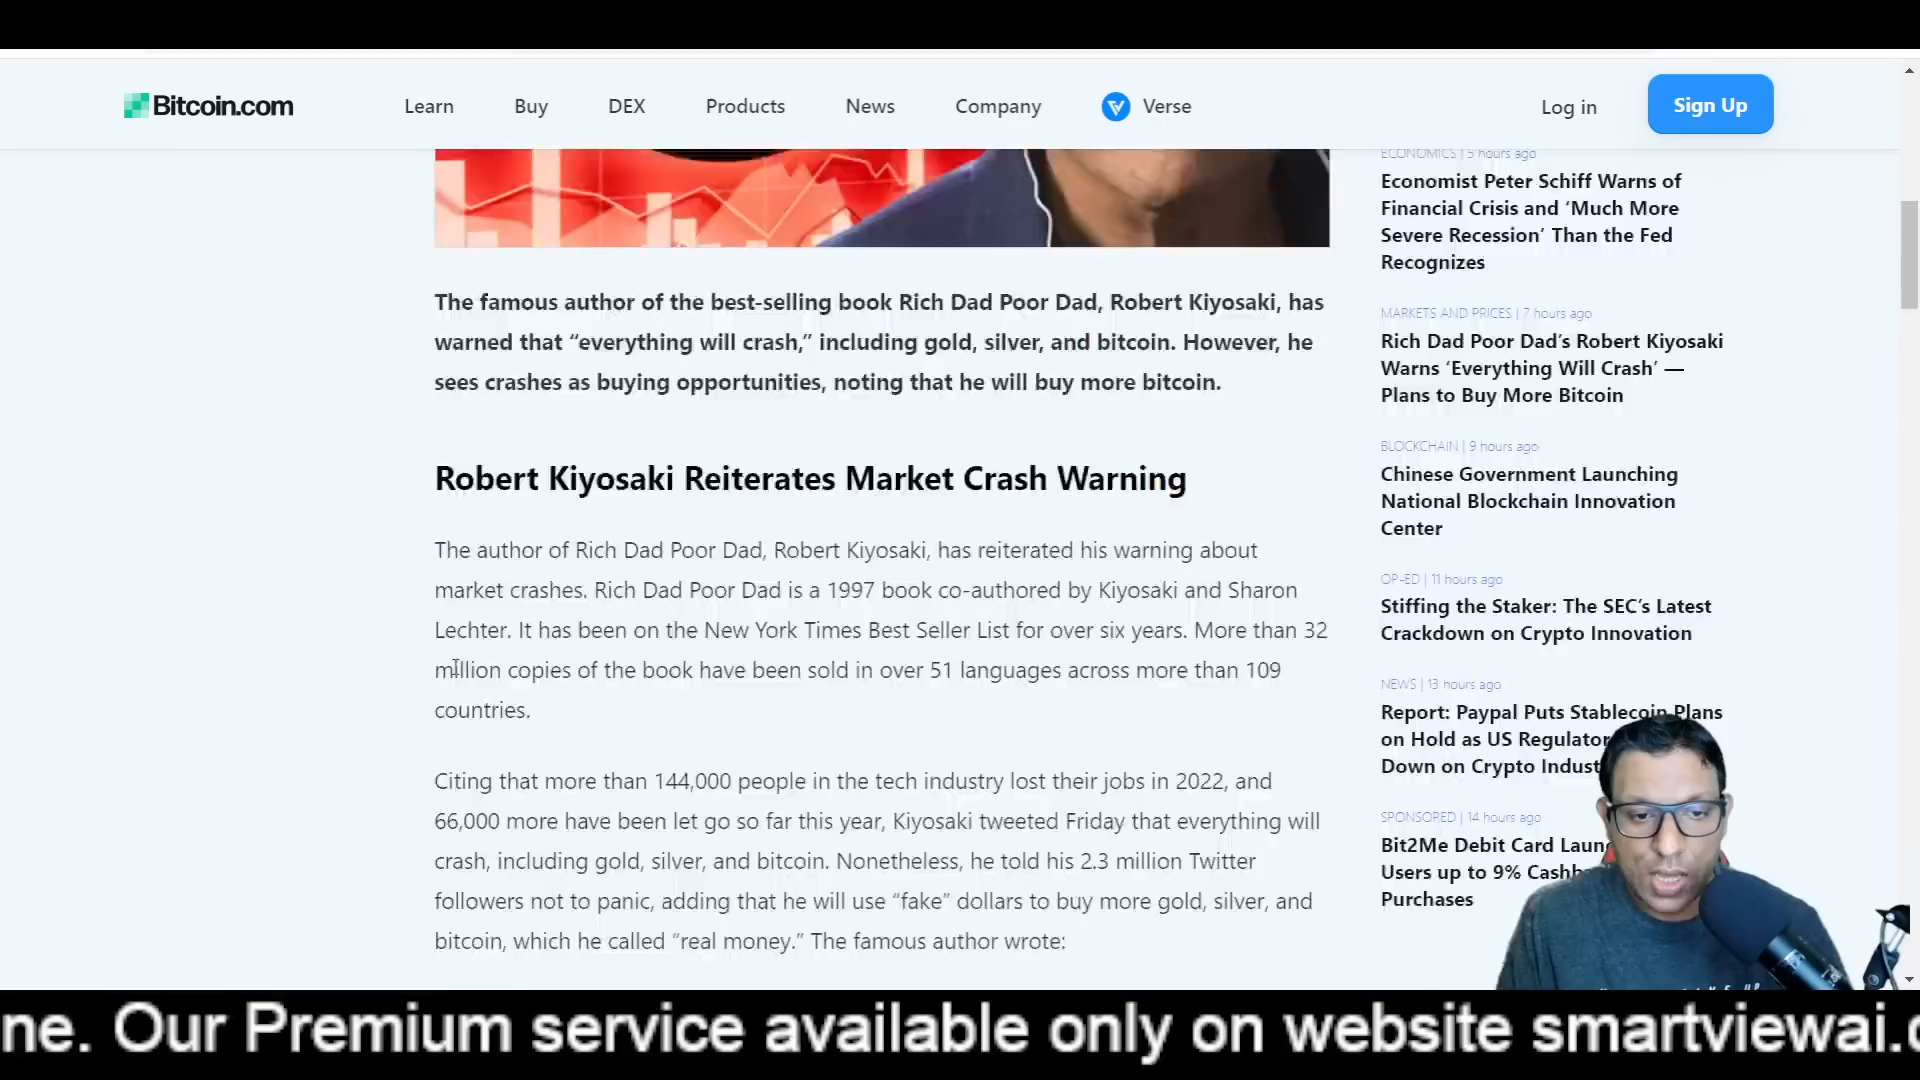 Bitcoin.com
Learn
Buy
DEX
Products
News
Company
Verse
Log in
Sign Up
The famous author of the best-selling book Rich Dad Poor Dad, Robert Kiyosaki, has
warned that “everything will crash,” including gold, silver, and bitcoin. However, he
sees crashes as buying opportunities, noting that he will buy more bitcoin.
Robert Kiyosaki Reiterates Market Crash Warning
The author of Rich Dad Poor Dad, Robert Kiyosaki, has reiterated his warning about
market crashes. Rich Dad Poor Dad is a 1997 book co-authored by Kiyosaki and Sharon
Lechter. It has been on the New York Times Best Seller List for over six years. More than 32
million copies of the book have been sold in over 51 languages across more than 109
countries.
Citing that more than 144,000 people in the tech industry lost their jobs in 2022, and
66,000 more have been let go so far this year, Kiyosaki tweeted Friday that everything will
crash, including gold, silver, and bitcoin. Nonetheless, he told his 2.3 million Twitter
followers not to panic, adding that he will use “fake” dollars to buy more gold, silver, and
bitcoin, which he called “real money.” The famous author wrote:
ECONOMICS | 5 hours ago
Economist Peter Schiff Warns of
Financial Crisis and ‘Much More
Severe Recession’ Than the Fed
Recognizes
MARKETS AND PRICES | 7 hours ago
Rich Dad Poor Dad’s Robert Kiyosaki
Warns ‘Everything Will Crash’ —
Plans to Buy More Bitcoin
BLOCKCHAIN | 9 hours ago
Chinese Government Launching
National Blockchain Innovation
Center
OP-ED | 11 hours ago
Stiffing the Staker: The SEC’s Latest
Crackdown on Crypto Innovation
NEWS | 13 hours ago
Report: Paypal Puts Stablecoin Plans
on Hold as US Regulator
Down on Crypto Indust
SPONSORED | 14 hours ago
Bit2Me Debit Card Laun
Users up to 9% Cashb
Purchases
ne. Our Premium service available only on website smartviewai.c